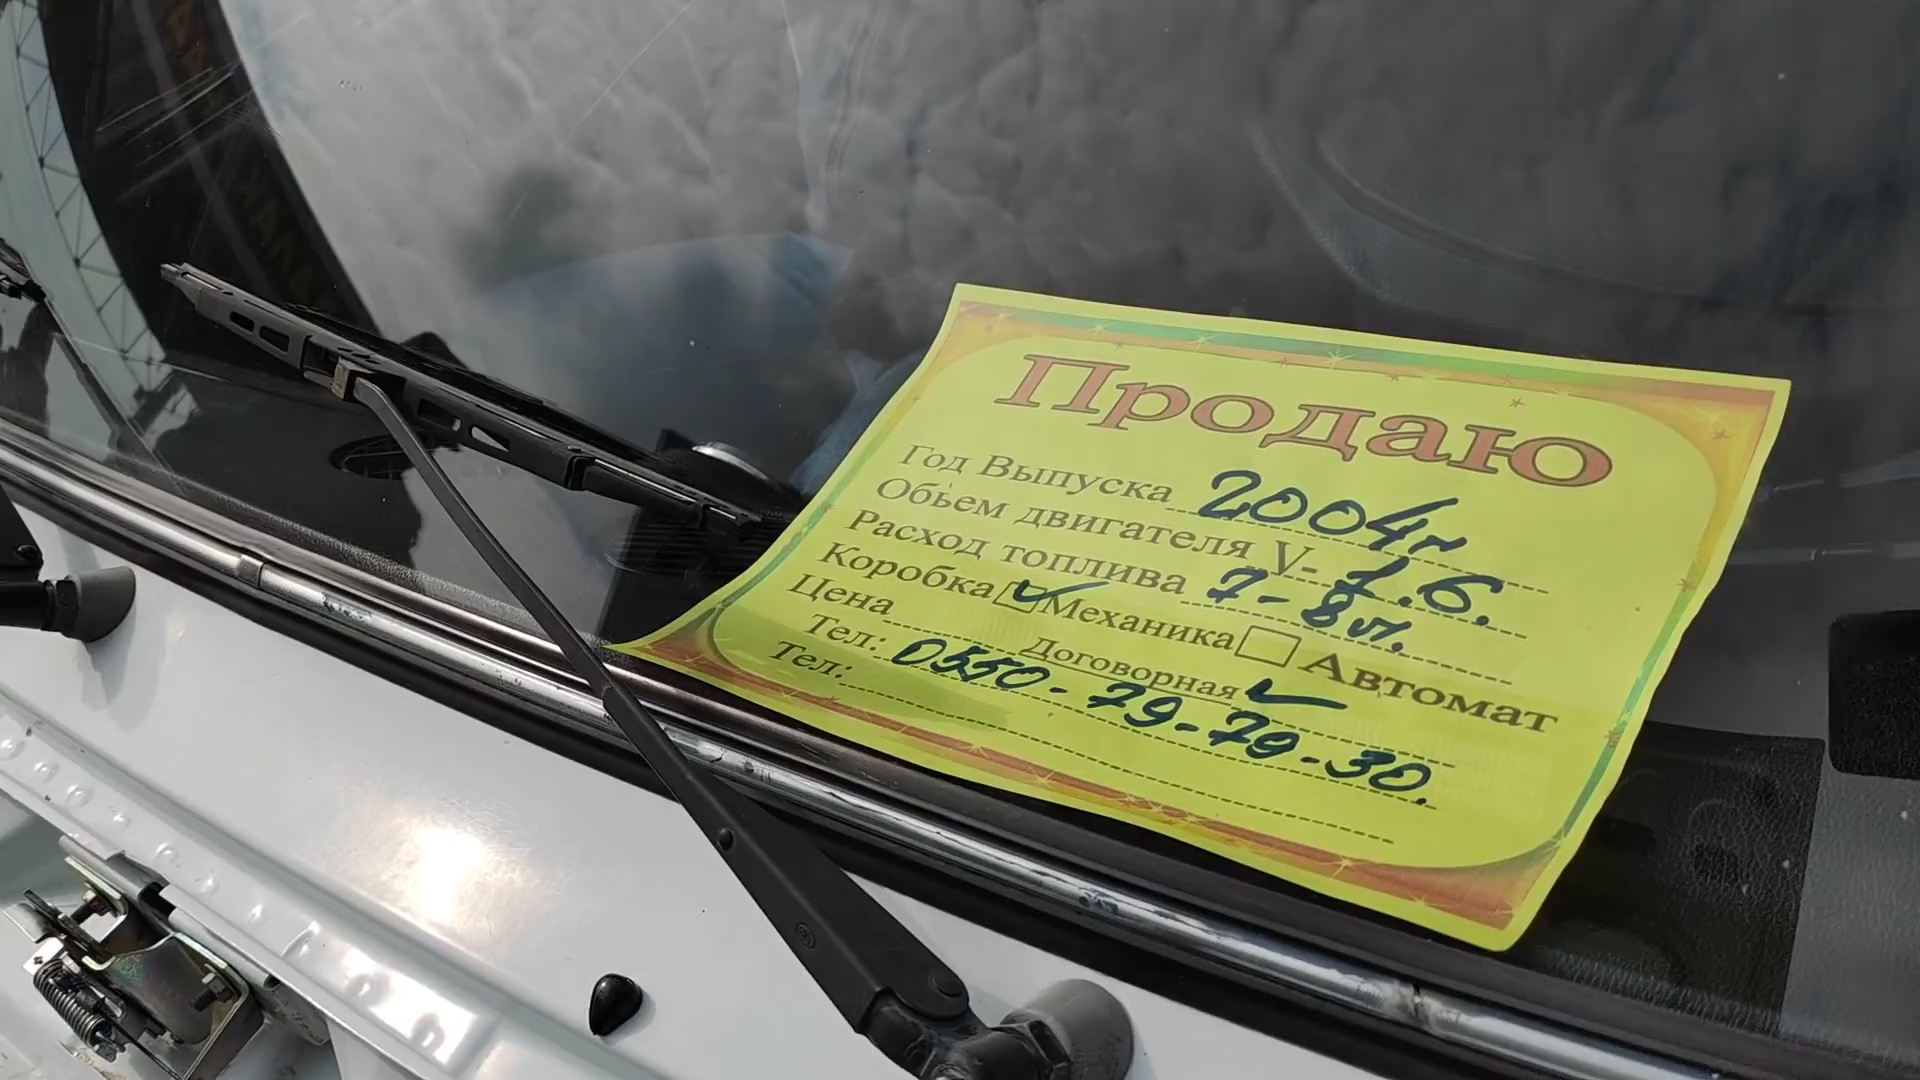 Продаю
Год Выпуска 2004г
Обьем двигателя V- 1.6.
Расход топлива 7-8л.
Коробка ✓ Механика Автомат
Цена Договорная ✓
Тел: 0550-79-79-30.
Тел: